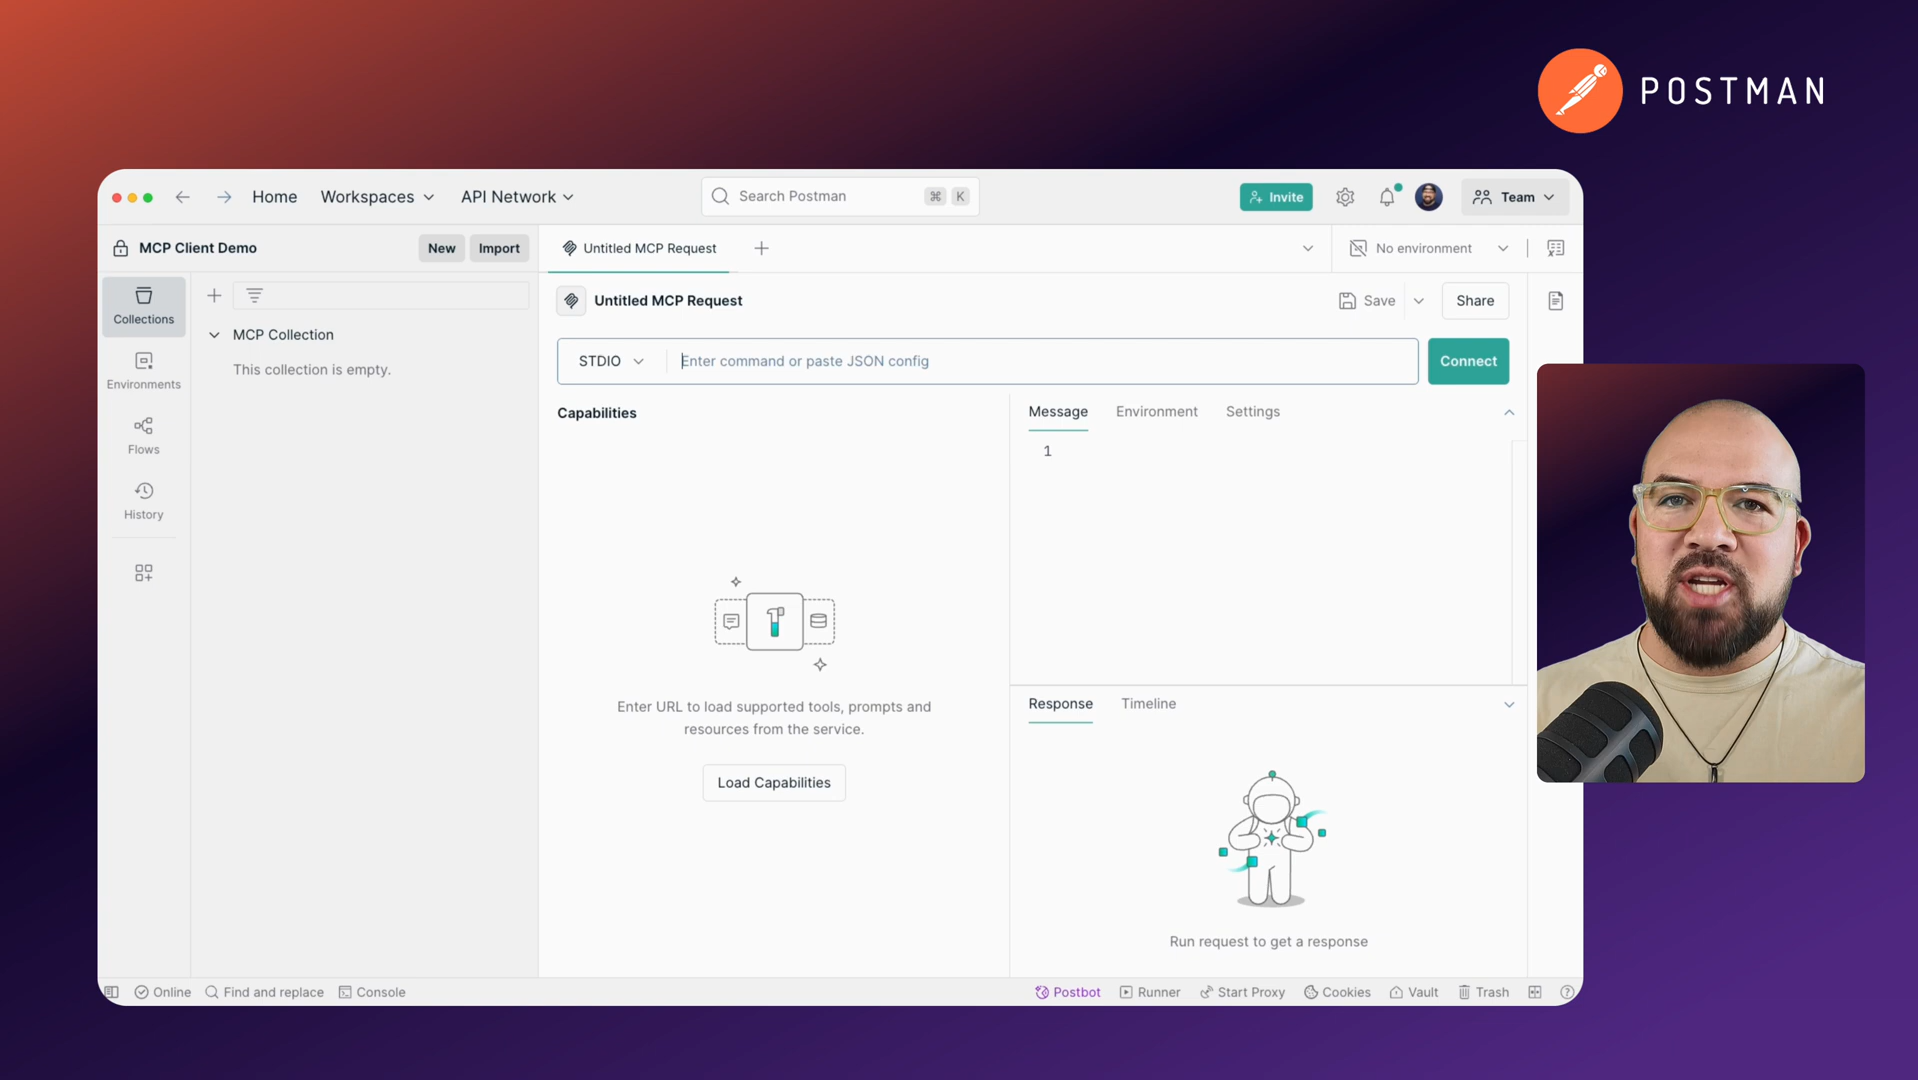 POSTMAN
Home Workspaces API Network Search Postman ⌘ K Invite Team
MCP Client Demo New Import Untitled MCP Request No environment
Collections
Environments
Flows
History
MCP Collection
This collection is empty.
Untitled MCP Request Save Share
STDIO Enter command or paste JSON config Connect
Capabilities
Enter URL to load supported tools, prompts and
resources from the service.
Load Capabilities
Message Environment Settings
1
Response Timeline
Run request to get a response
Online Find and replace Console Postbot Runner Start Proxy Cookies Vault Trash